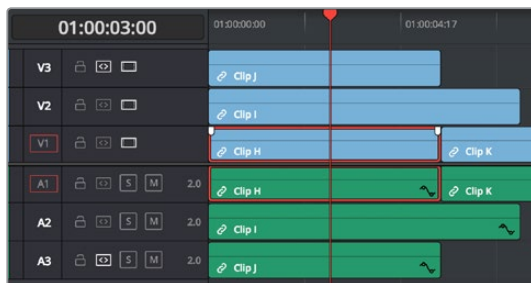 01:00:03:00 01:00:00:00 01:00:04:17
V3 Clip J
V2 Clip I
V1 Clip H Clip K
A1 S M 2.0 Clip H Clip K
A2 S M 2.0 Clip I
A3 S M 2.0 Clip J